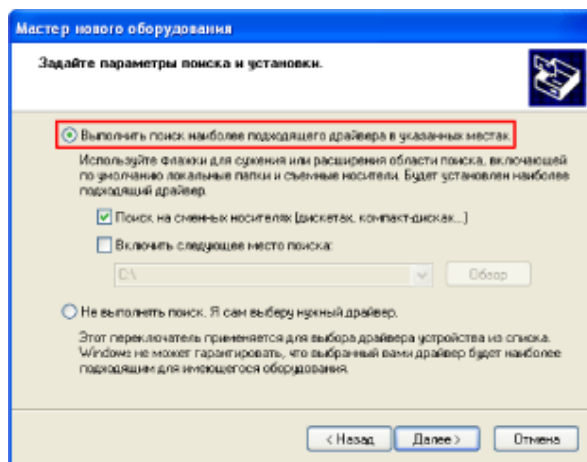 Мастер нового оборудования
Задайте параметры поиска и установки.
Выполнить поиск наиболее подходящего драйвера в указанных местах.
Используйте флажки для сужения или расширения области поиска, включающей
по умолчанию локальные папки и съемные носители. Будет установлен наиболее
подходящий драйвер.
Поиск на сменных носителях (дискетах, компакт-дисках...)
Включить следующее место поиска:
C:\
Обзор
Не выполнять поиск. Я сам выберу нужный драйвер.
Этот переключатель применяется для выбора драйвера устройства из списка.
Windows не может гарантировать, что выбранный вами драйвер будет наиболее
подходящим для имеющегося оборудования.
< Назад
Далее >
Отмена